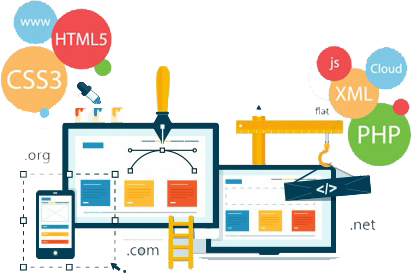 www
HTML5
CSS3
js
Cloud
XML
flat
PHP
.org
</>
.net
.com